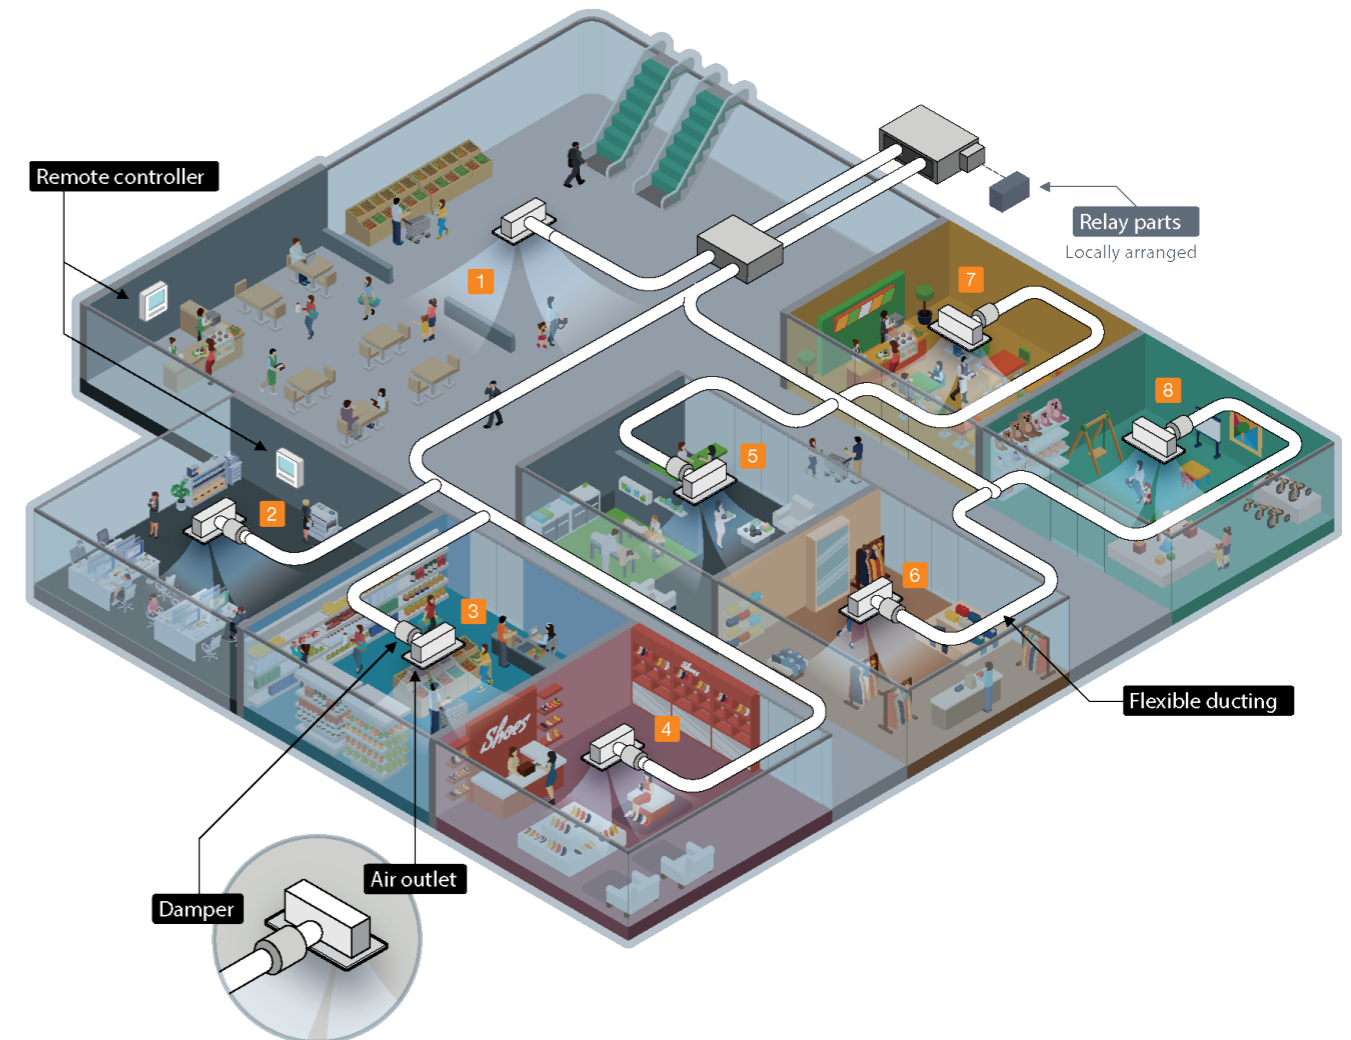 Remote controller
Relay parts
Locally arranged
1
7
8
5
2
6
3
Flexible ducting
Shoes
Shoes
4
Air outlet
Damper